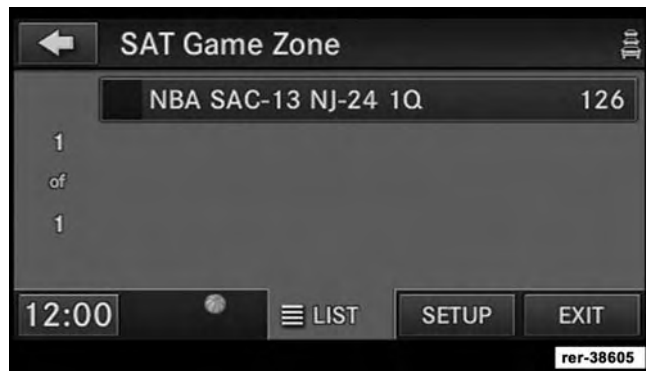 SAT Game Zone
NBA SAC-13 NJ-24 1Q 126
1
of
1
12:00 LIST SETUP EXIT
rer-38605